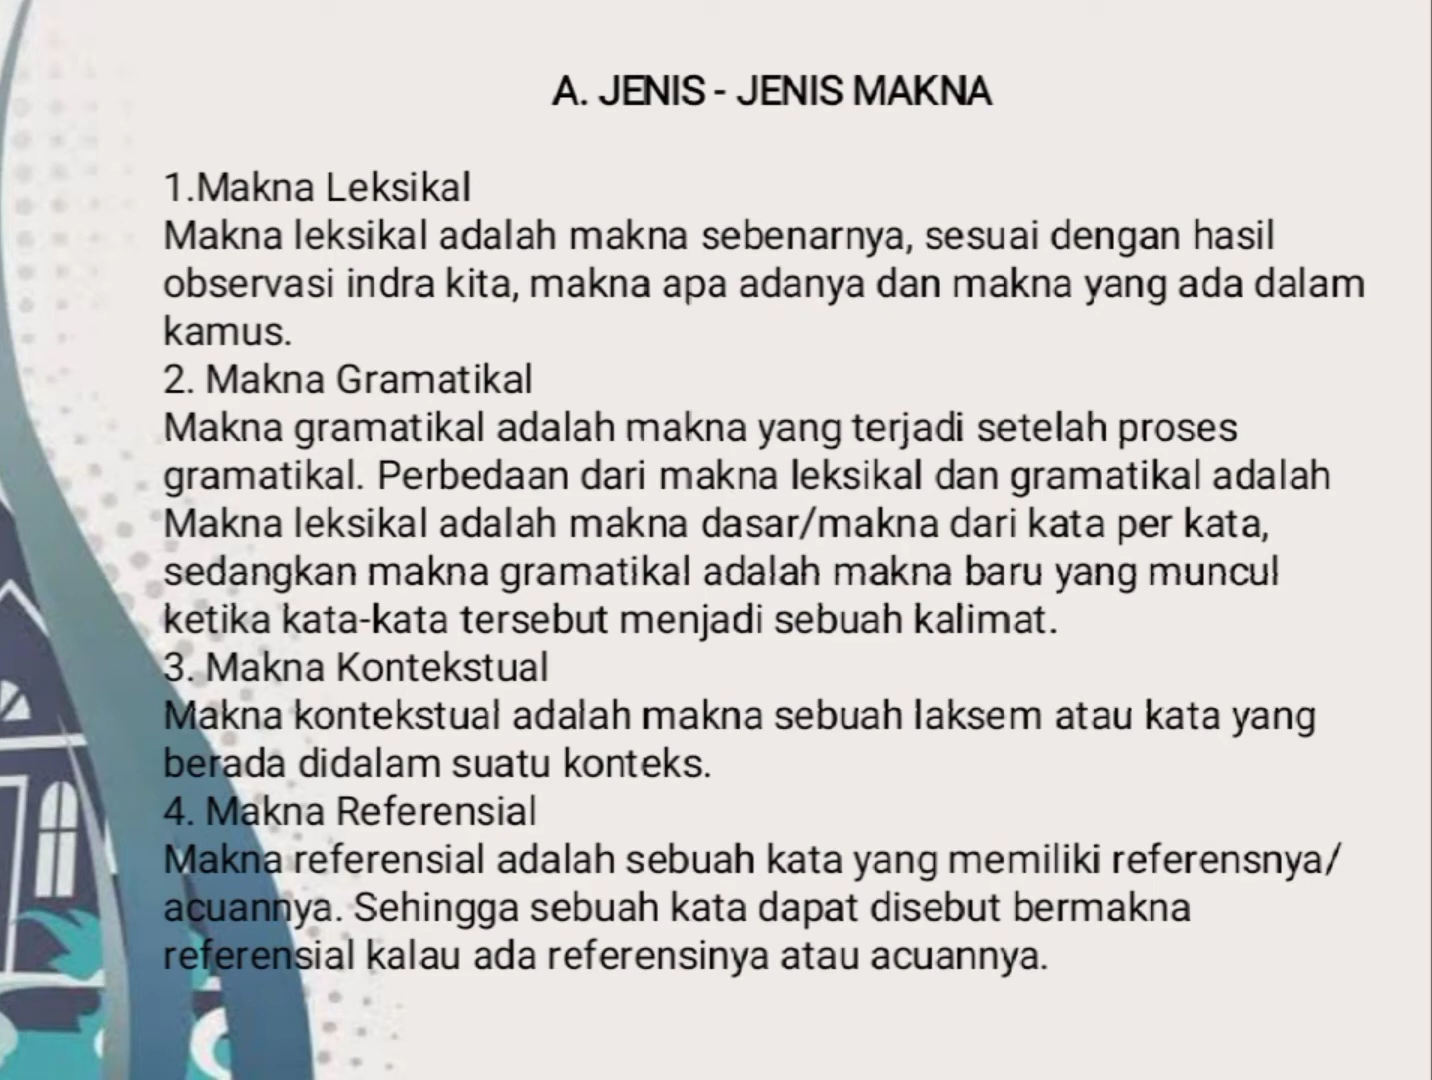 A. JENIS - JENIS MAKNA
1.Makna Leksikal
Makna leksikal adalah makna sebenarnya, sesuai dengan hasil
observasi indra kita, makna apa adanya dan makna yang ada dalam
kamus.
2. Makna Gramatikal
Makna gramatikal adalah makna yang terjadi setelah proses
gramatikal. Perbedaan dari makna leksikal dan gramatikal adalah
Makna leksikal adalah makna dasar/makna dari kata per kata,
sedangkan makna gramatikal adalah makna baru yang muncul
ketika kata-kata tersebut menjadi sebuah kalimat.
3. Makna Kontekstual
Makna kontekstual adalah makna sebuah laksem atau kata yang
berada didalam suatu konteks.
4. Makna Referensial
Makna referensial adalah sebuah kata yang memiliki referensnya/
acuannya. Sehingga sebuah kata dapat disebut bermakna
referensial kalau ada referensinya atau acuannya.